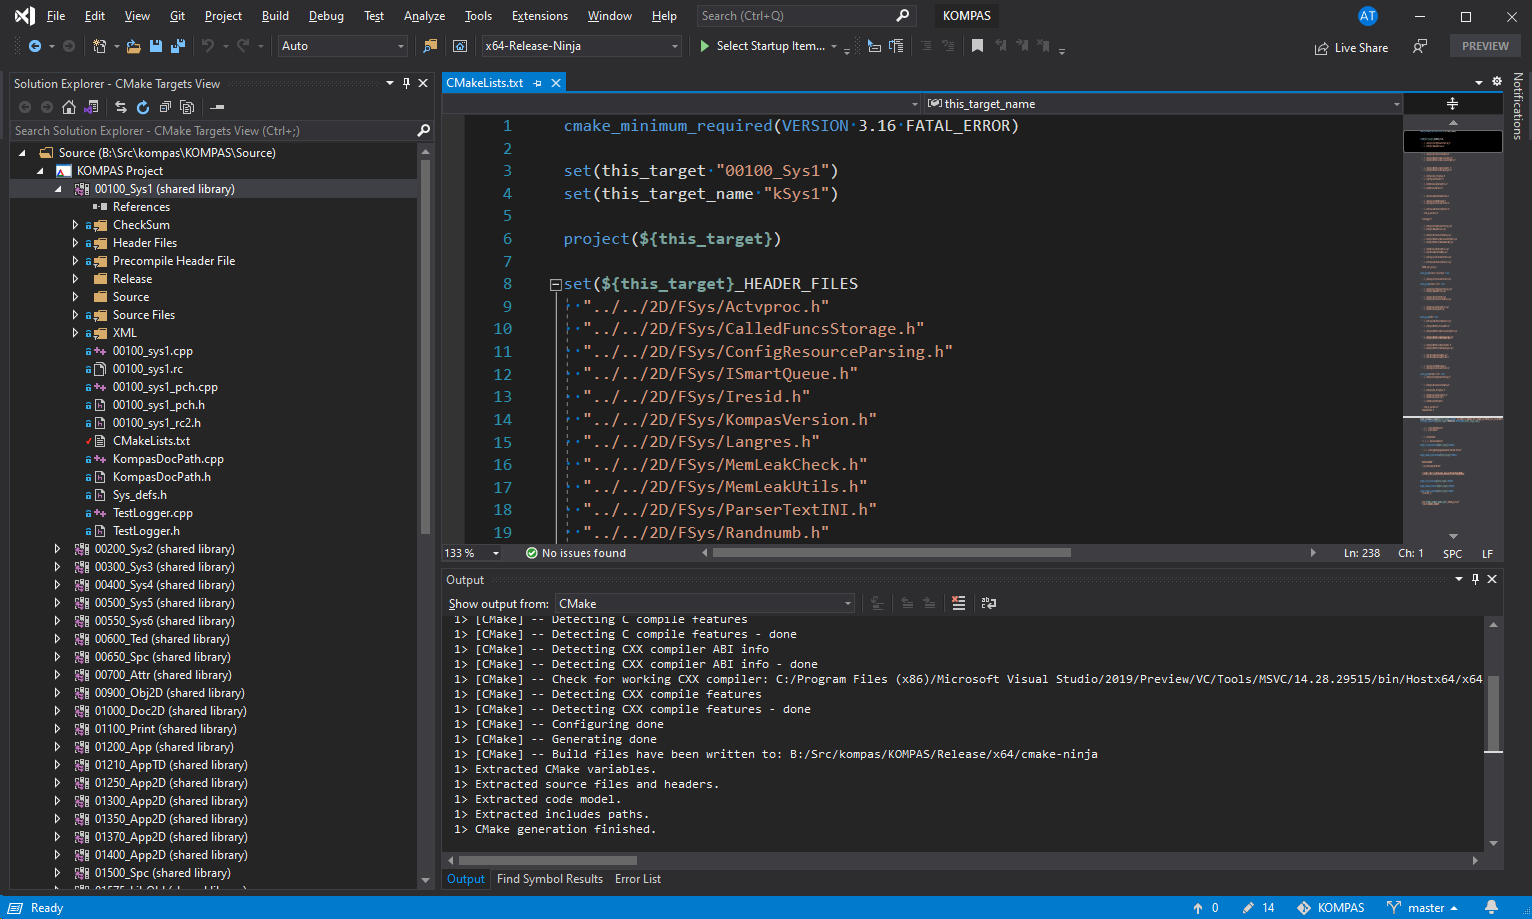 File Edit View Git Project Build Debug Test Analyze Tools Extensions Window Help Search (Ctrl+Q) KOMPAS AT
Auto x64-Release-Ninja Select Startup Item... Live Share PREVIEW
Solution Explorer - CMake Targets View
Search Solution Explorer - CMake Targets View (Ctrl+;)
Source (B:\Src\kompas\KOMPAS\Source)
KOMPAS Project
00100_Sys1 (shared library)
References
CheckSum
Header Files
Precompile Header File
Release
Source
Source Files
XML
00100_sys1.cpp
00100_sys1.rc
00100_sys1_pch.cpp
00100_sys1_pch.h
00100_sys1_rc2.h
CMakeLists.txt
KompasDocPath.cpp
KompasDocPath.h
Sys_defs.h
TestLogger.cpp
TestLogger.h
00200_Sys2 (shared library)
00300_Sys3 (shared library)
00400_Sys4 (shared library)
00500_Sys5 (shared library)
00550_Sys6 (shared library)
00600_Ted (shared library)
00650_Spc (shared library)
00700_Attr (shared library)
00900_Obj2D (shared library)
01000_Doc2D (shared library)
01100_Print (shared library)
01200_App (shared library)
01210_AppTD (shared library)
01250_App2D (shared library)
01300_App2D (shared library)
01350_App2D (shared library)
01370_App2D (shared library)
01400_App2D (shared library)
01500_Spc (shared library)
CMakeLists.txt
this_target_name
Notifications
1 cmake_minimum_required(VERSION 3.16 FATAL_ERROR)
2
3 set(this_target "00100_Sys1")
4 set(this_target_name "kSys1")
5
6 project(${this_target})
7
8 set(${this_target}_HEADER_FILES
9 "../../2D/FSys/Actvproc.h"
10 "../../2D/FSys/CalledFuncsStorage.h"
11 "../../2D/FSys/ConfigResourceParsing.h"
12 "../../2D/FSys/ISmartQueue.h"
13 "../../2D/FSys/Iresid.h"
14 "../../2D/FSys/KompasVersion.h"
15 "../../2D/FSys/Langres.h"
16 "../../2D/FSys/MemLeakCheck.h"
17 "../../2D/FSys/MemLeakUtils.h"
18 "../../2D/FSys/ParserTextINI.h"
19 "../../2D/FSys/Randnumb.h"
133 % No issues found Ln: 238 Ch: 1 SPC LF
Output
Show output from: CMake
1> [CMake] -- Detecting C compile features
1> [CMake] -- Detecting C compile features - done
1> [CMake] -- Detecting CXX compiler ABI info
1> [CMake] -- Detecting CXX compiler ABI info - done
1> [CMake] -- Check for working CXX compiler: C:/Program Files (x86)/Microsoft Visual Studio/2019/Preview/VC/Tools/MSVC/14.28.29515/bin/Hostx64/x64
1> [CMake] -- Detecting CXX compile features
1> [CMake] -- Detecting CXX compile features - done
1> [CMake] -- Configuring done
1> [CMake] -- Generating done
1> [CMake] -- Build files have been written to: B:/Src/kompas/KOMPAS/Release/x64/cmake-ninja
1> Extracted CMake variables.
1> Extracted source files and headers.
1> Extracted code model.
1> Extracted includes paths.
1> CMake generation finished.
Output Find Symbol Results Error List
Ready 0 14 KOMPAS master